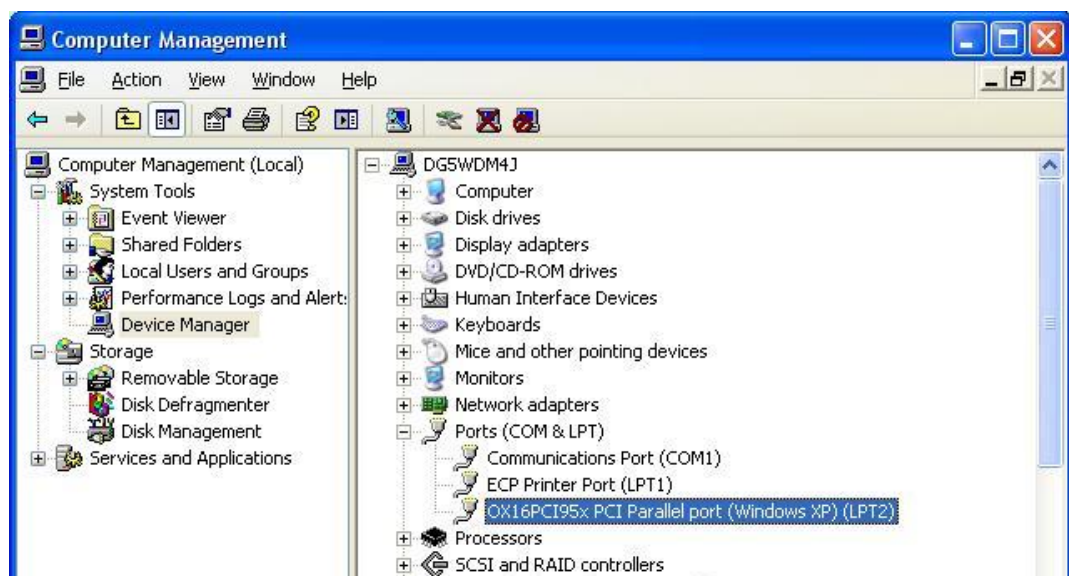 Computer Management
File Action View Window Help
Computer Management (Local)
System Tools
Event Viewer
Shared Folders
Local Users and Groups
Performance Logs and Alert:
Device Manager
Storage
Removable Storage
Disk Defragmenter
Disk Management
Services and Applications
DG5WDM4J
Computer
Disk drives
Display adapters
DVD/CD-ROM drives
Human Interface Devices
Keyboards
Mice and other pointing devices
Monitors
Network adapters
Ports (COM & LPT)
Communications Port (COM1)
ECP Printer Port (LPT1)
OX16PCI95x PCI Parallel port (Windows XP) (LPT2)
Processors
SCSI and RAID controllers